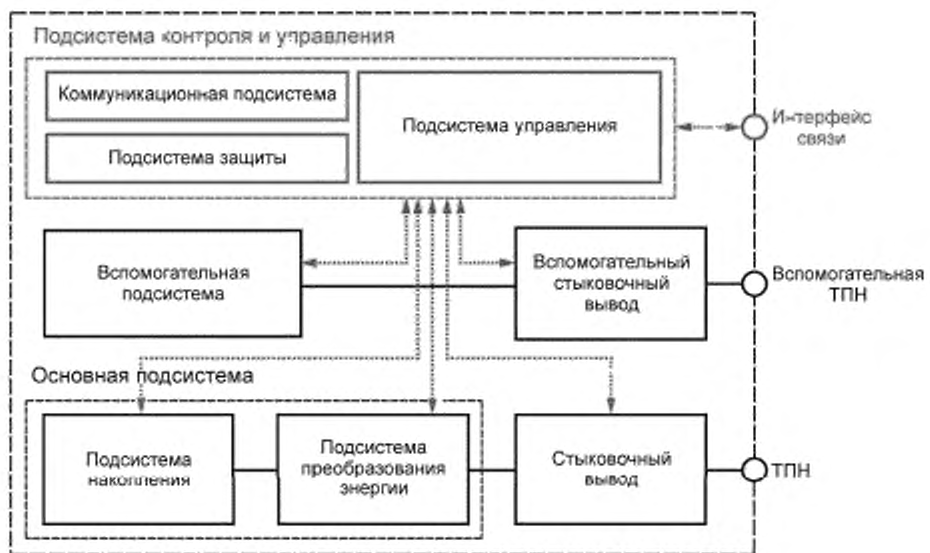 Подсистема контроля и управления
Коммуникационная подсистема
Подсистема защиты
Подсистема управления
Интерфейс
связи
Вспомогательная
подсистема
Вспомогательный
стыковочный
вывод
Вспомогательная
ТПН
Основная подсистема
Подсистема
накопления
Подсистема
преобразования
энергии
Стыковочный
вывод
ТПН